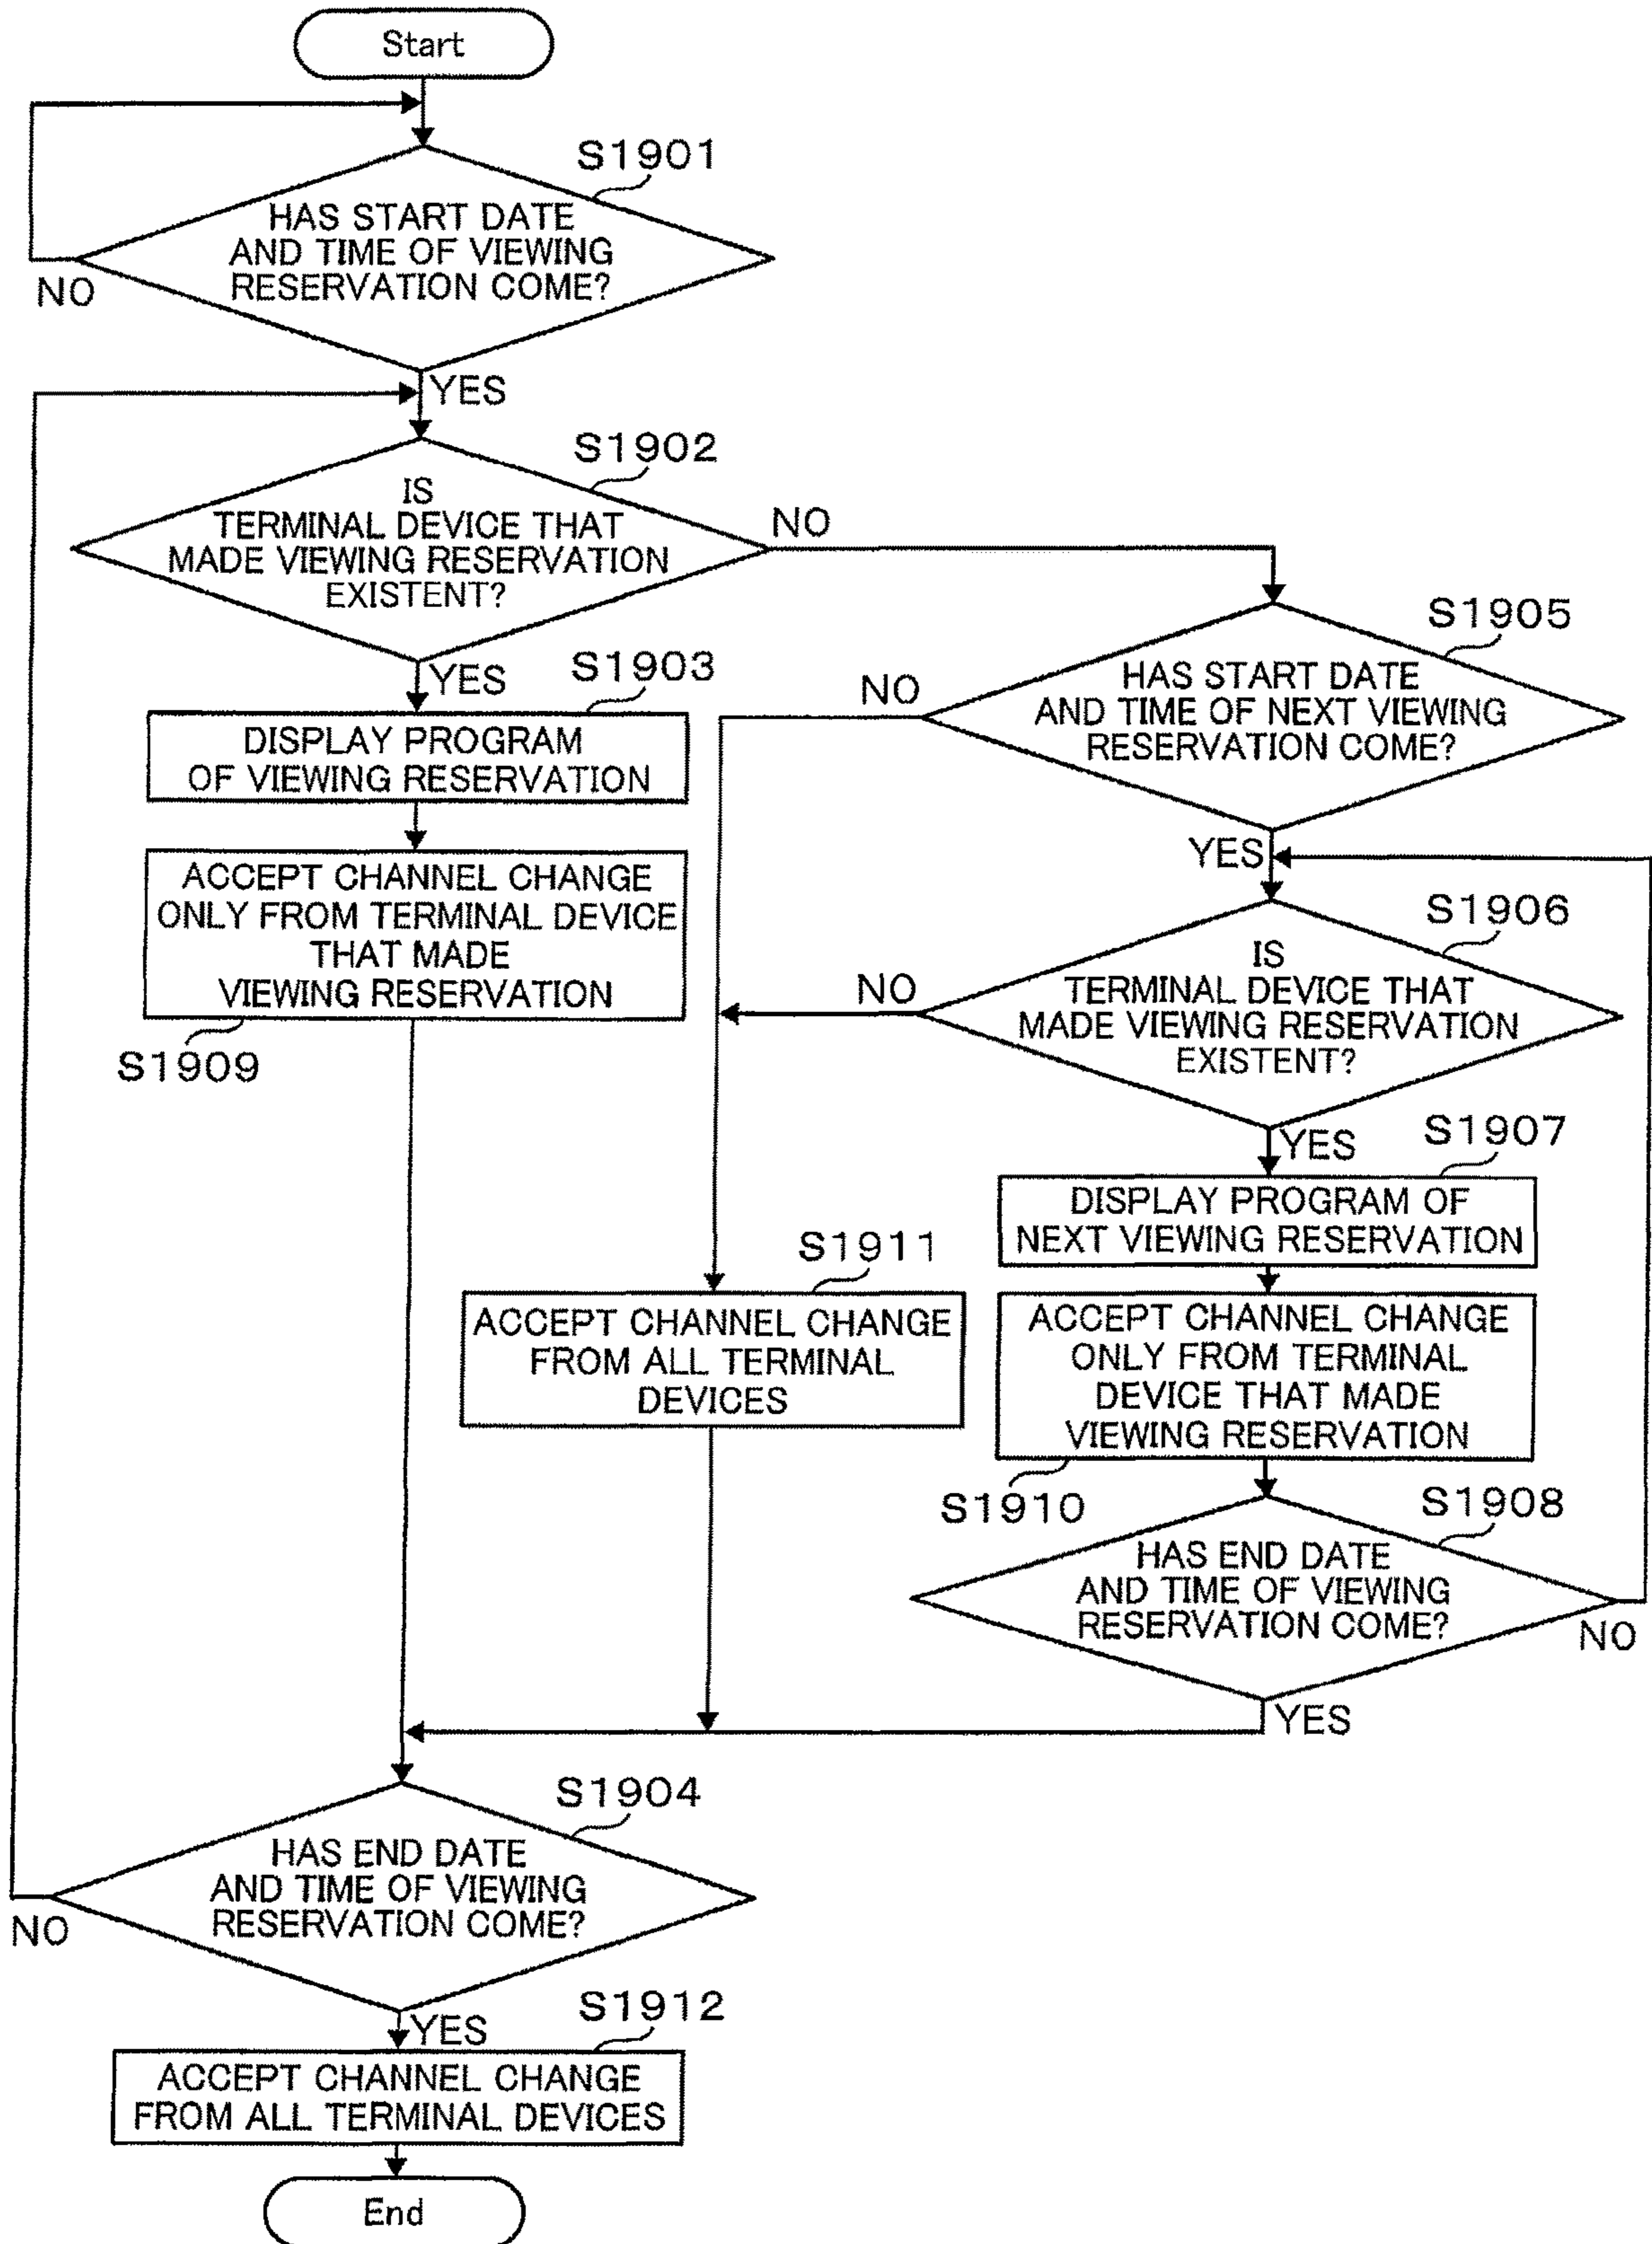 Start
S1901
HAS START DATE
AND TIME OF VIEWING
RESERVATION COME?
NO
YES
S1902
IS
TERMINAL DEVICE THAT
MADE VIEWING RESERVATION
EXISTENT?
NO
YES
S1903
DISPLAY PROGRAM
OF VIEWING RESERVATION
ACCEPT CHANNEL CHANGE
ONLY FROM TERMINAL DEVICE
THAT MADE
VIEWING RESERVATION
S1909
S1905
HAS START DATE
AND TIME OF NEXT VIEWING
RESERVATION COME?
NO
YES
S1906
IS
TERMINAL DEVICE THAT
MADE VIEWING RESERVATION
EXISTENT?
NO
YES
S1907
DISPLAY PROGRAM OF
NEXT VIEWING RESERVATION
S1911
ACCEPT CHANNEL CHANGE
FROM ALL TERMINAL
DEVICES
ACCEPT CHANNEL CHANGE
ONLY FROM TERMINAL
DEVICE THAT MADE
VIEWING RESERVATION
S1910
S1908
HAS END DATE
AND TIME OF VIEWING
RESERVATION COME?
NO
YES
S1904
HAS END DATE
AND TIME OF VIEWING
RESERVATION COME?
NO
YES
S1912
ACCEPT CHANNEL CHANGE
FROM ALL TERMINAL DEVICES
End